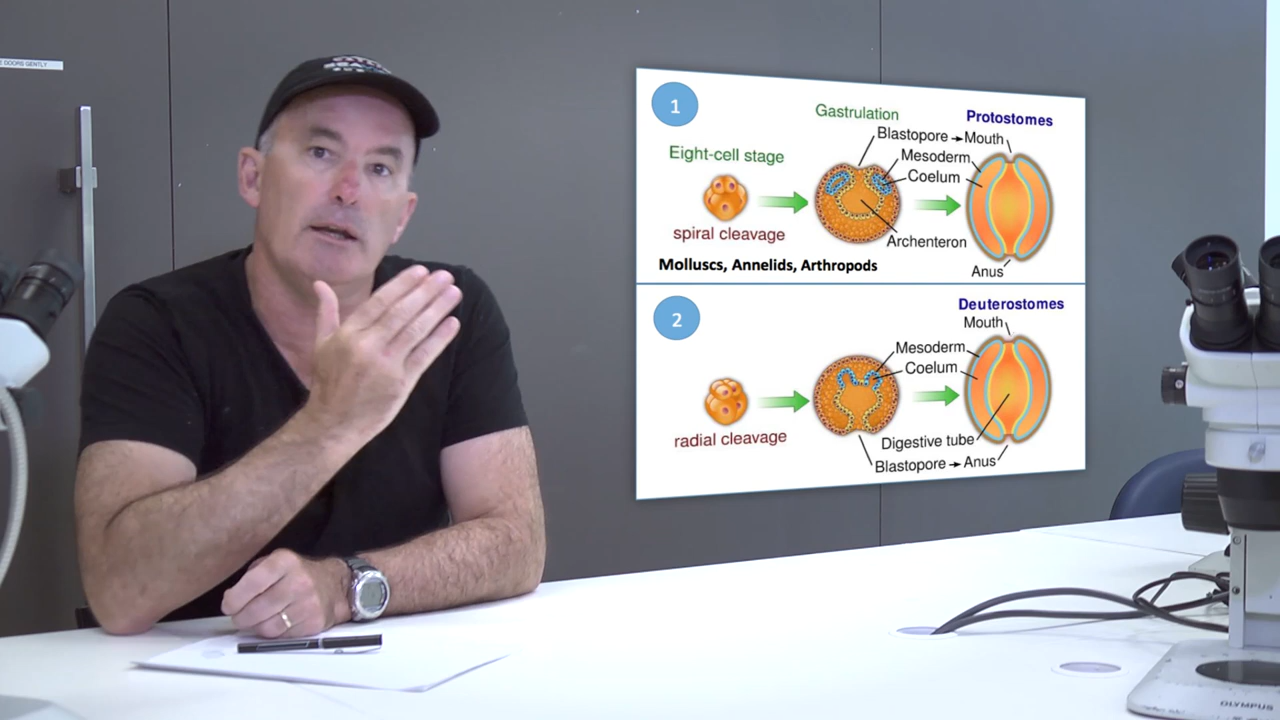 E DOORS GENTLY
1
Gastrulation
Protostomes
Blastopore → Mouth
Eight-cell stage
Mesoderm
Coelum
spiral cleavage
Archenteron
Molluscs, Annelids, Arthropods
Anus
2
Deuterostomes
Mouth
Mesoderm
Coelum
radial cleavage
Digestive tube
Blastopore → Anus
OLYMPUS